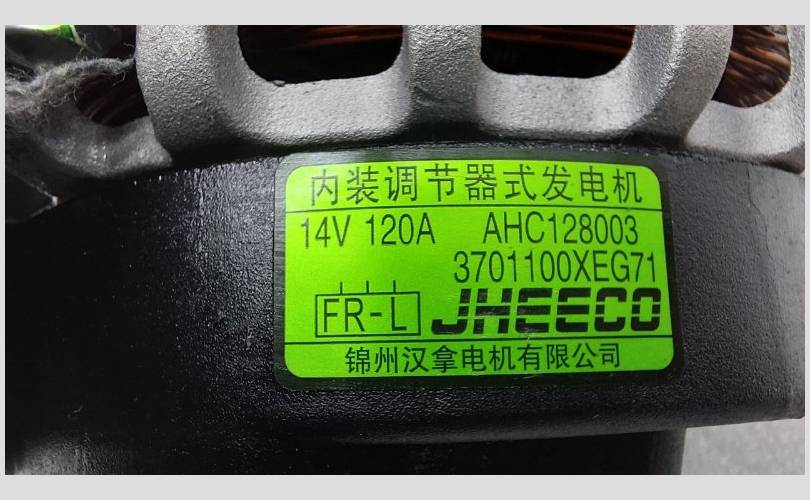 内装调节器式发电机
14V 120A AHC128003
3701100XEG71
FR-L JHEECO
锦州汉拿电机有限公司